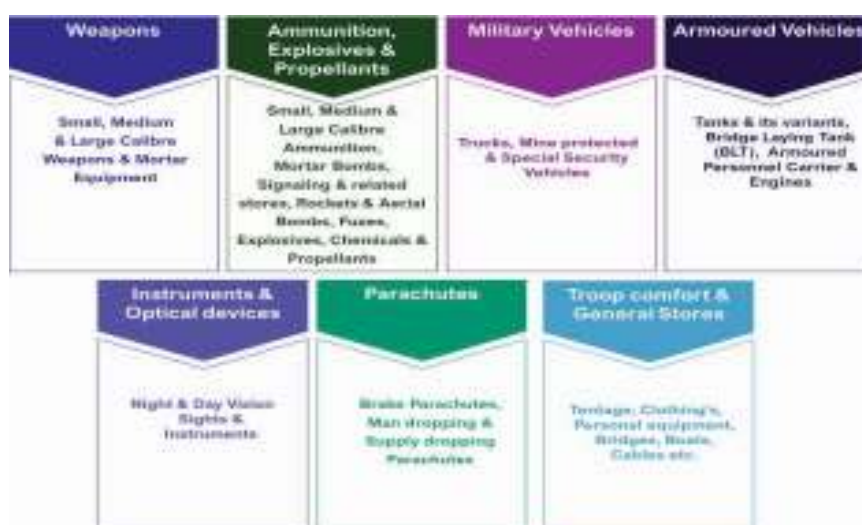 Weapons
Small, Medium
& Large Calibre
Weapons & Mortar
Equipment
Ammunition,
Explosives &
Propellants
Small, Medium &
Large Calibre
Ammunition,
Mortar Bombs,
Signaling & related
stores, Rockets & Aerial
Bombs, Fuzes,
Explosives, Chemicals &
Propellants
Military Vehicles
Trucks, Mine protected
& Special Security
Vehicles
Armoured Vehicles
Tanks & its variants,
Bridge Laying Tank
(BLT), Armoured
Personnel Carrier &
Engines
Instruments &
Optical devices
Night & Day Vision
Sights &
Instruments
Parachutes
Brake Parachutes,
Man dropping &
Supply dropping
Parachutes
Troop comfort &
General Stores
Tentage, Clothing's,
Personal equipment,
Bridges, Boats,
Cables etc.